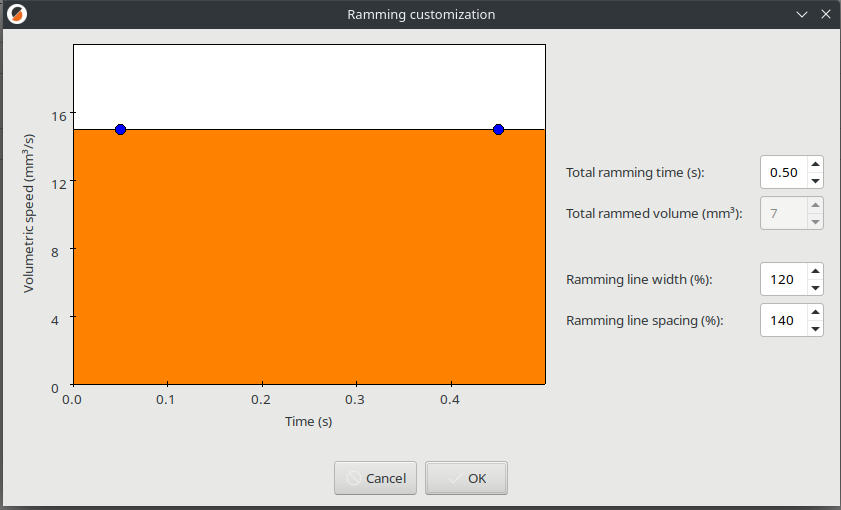 Ramming customization
Volumetric speed (mm³/s)
16
12
8
4
0
0.0 0.1 0.2 0.3 0.4
Time (s)
Total ramming time (s): 0.50
Total rammed volume (mm³): 7
Ramming line width (%): 120
Ramming line spacing (%): 140
Cancel OK